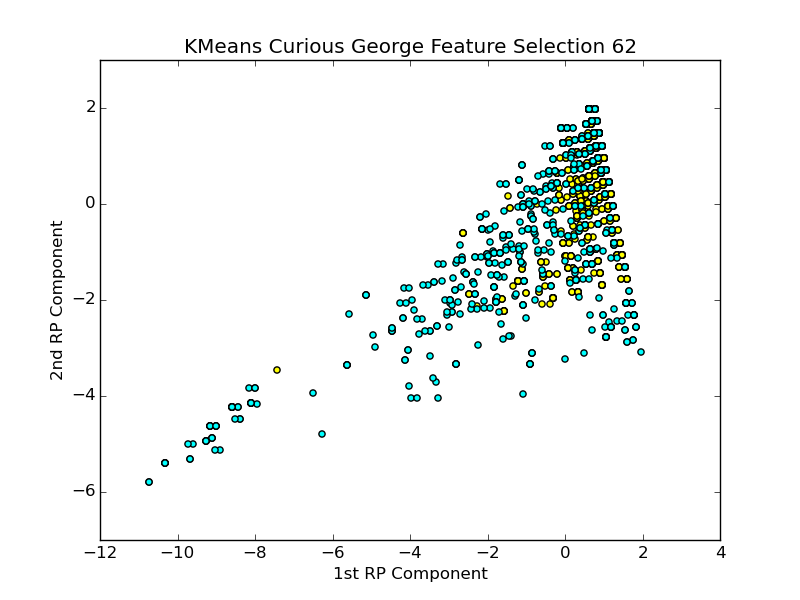 KMeans Curious George Feature Selection 62
2
0
−2
−4
−6
2nd RP Component
−12 −10 −8 −6 −4 −2 0 2 4
1st RP Component